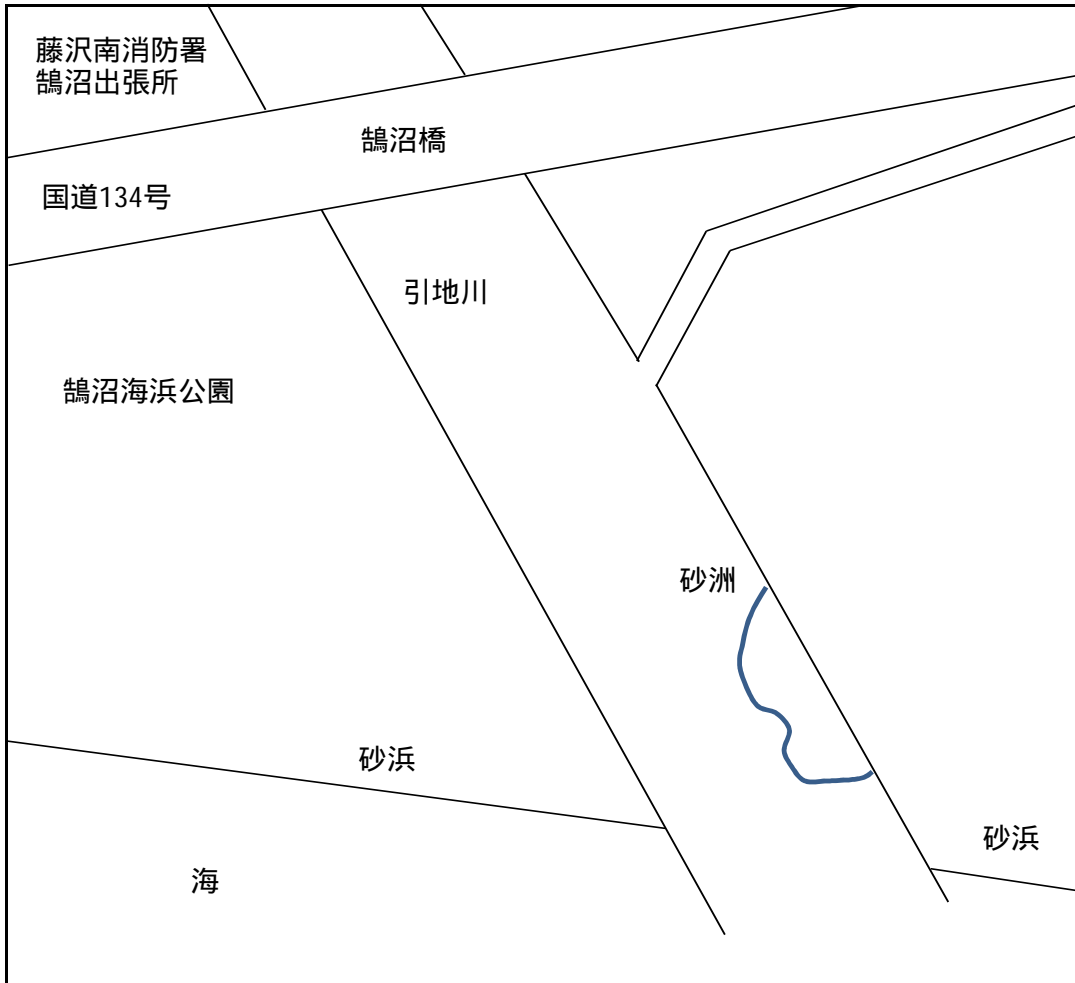 藤沢南消防署
鵠沼出張所
鵠沼橋
国道134号
引地川
鵠沼海浜公園
砂洲
砂浜
砂浜
海